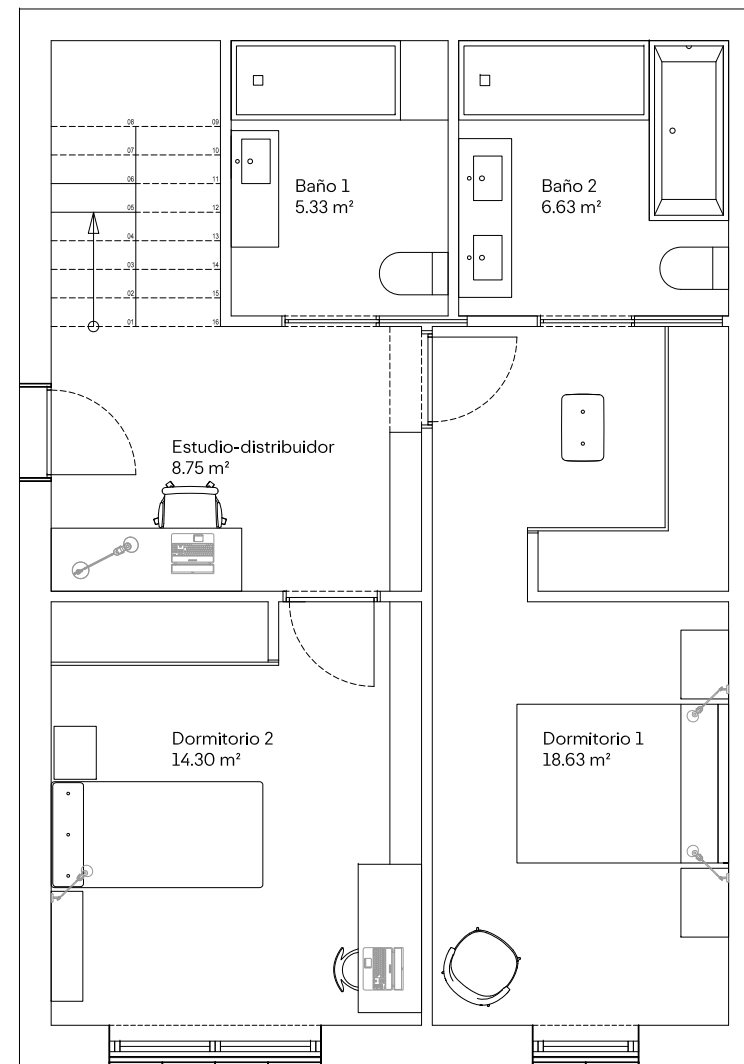 08 09
07 10
06 11
05 12
04 13
03 14
02 15
01 16
Baño 1
5.33 m²
Baño 2
6.63 m²
Estudio-distribuidor
8.75 m²
Dormitorio 2
14.30 m²
Dormitorio 1
18.63 m²